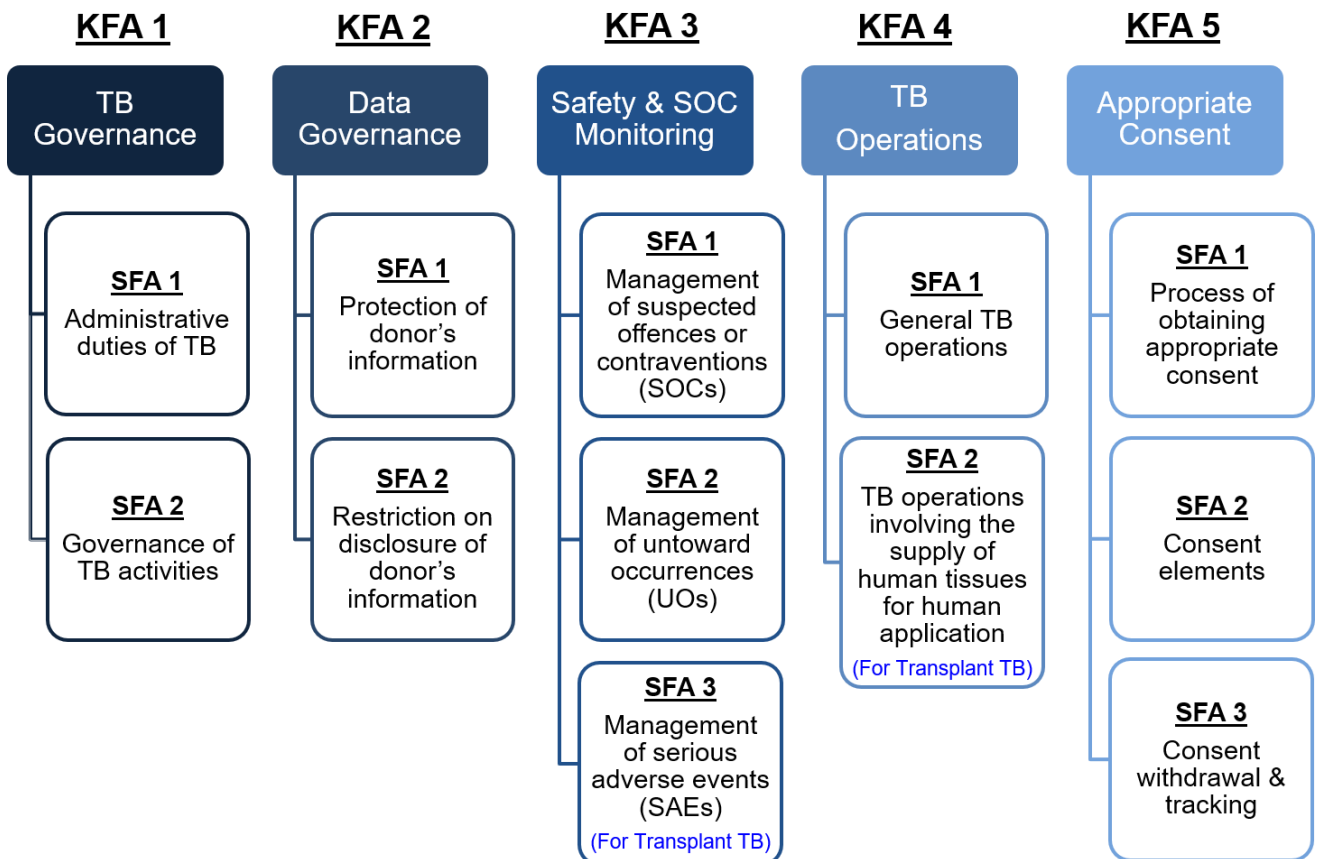 KFA 1
TB
Governance
SFA 1
Administrative
duties of TB
SFA 2
Governance of
TB activities
KFA 2
Data
Governance
SFA 1
Protection of
donor’s
information
SFA 2
Restriction on
disclosure of
donor’s
information
KFA 3
Safety & SOC
Monitoring
SFA 1
Management
of suspected
offences or
contraventions
(SOCs)
SFA 2
Management
of untoward
occurrences
(UOs)
SFA 3
Management
of serious
adverse events
(SAEs)
(For Transplant TB)
KFA 4
TB
Operations
SFA 1
General TB
operations
SFA 2
TB operations
involving the
supply of
human tissues
for human
application
(For Transplant TB)
KFA 5
Appropriate
Consent
SFA 1
Process of
obtaining
appropriate
consent
SFA 2
Consent
elements
SFA 3
Consent
withdrawal &
tracking